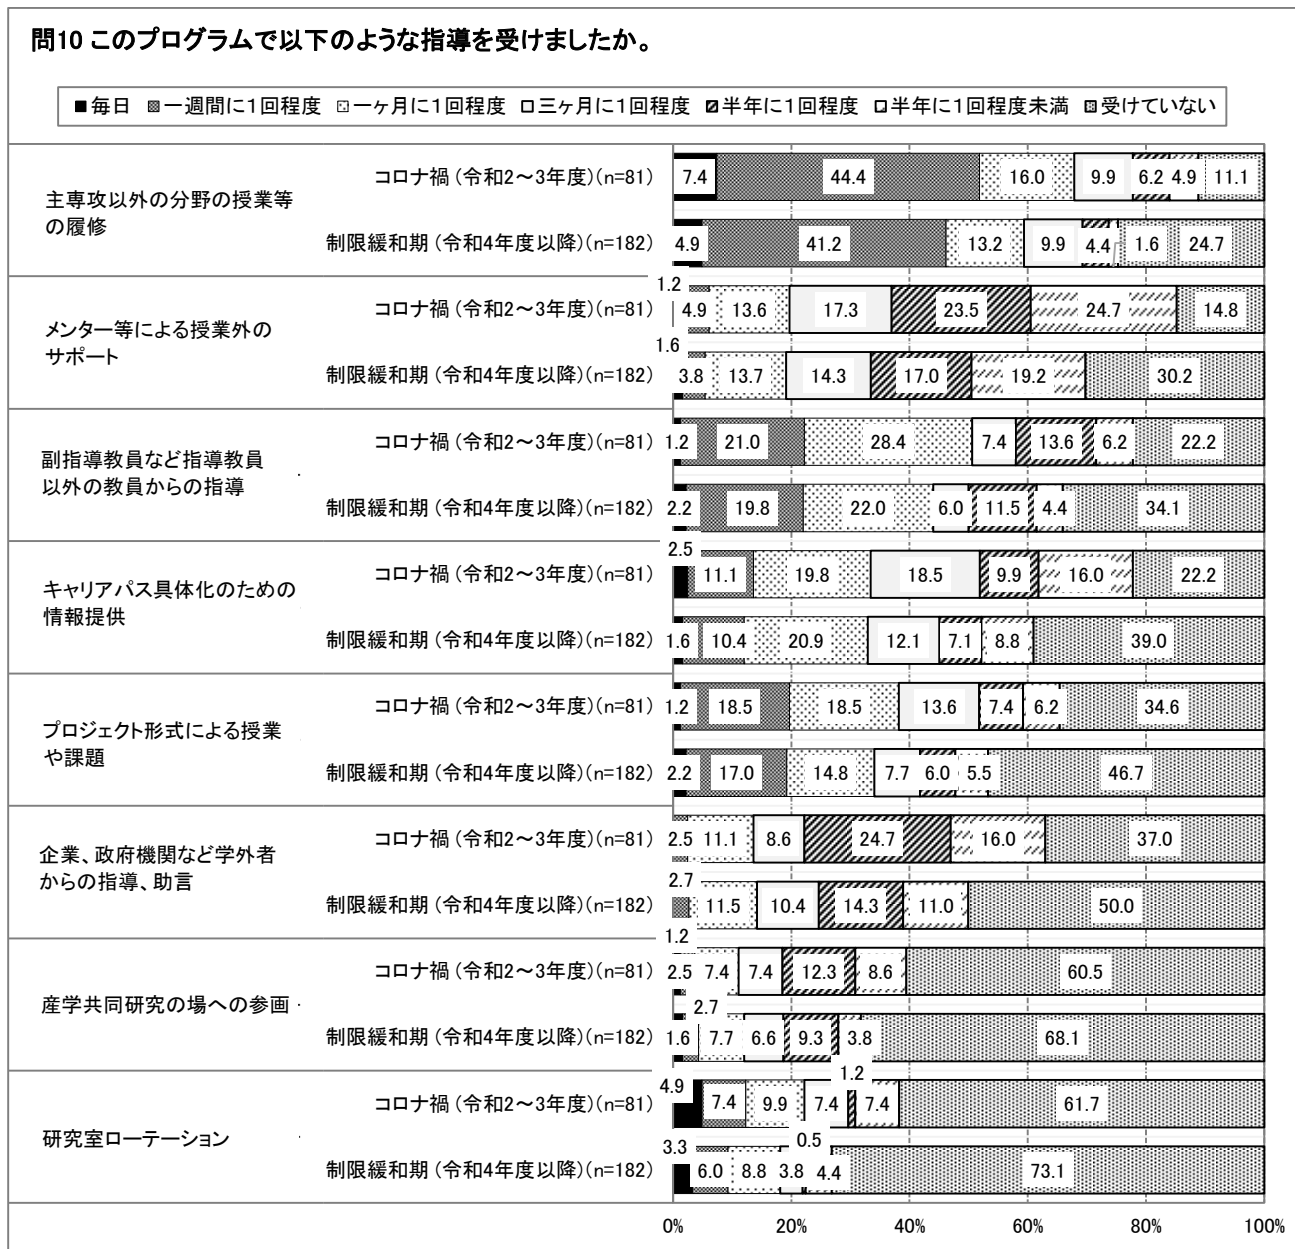 問10 このプログラムで以下のような指導を受けましたか。
■毎日 一週間に1回程度 一ヶ月に1回程度 三ヶ月に1回程度 半年に1回程度 半年に1回程度未満 受けていない
主専攻以外の分野の授業等
の履修
コロナ禍(令和2～3年度)(n=81) 7.4 44.4 16.0 9.9 6.2 4.9 11.1
制限緩和期(令和4年度以降)(n=182) 4.9 41.2 13.2 9.9 4.4 1.6 24.7
メンター等による授業外の
サポート
コロナ禍(令和2～3年度)(n=81) 1.2 4.9 13.6 17.3 23.5 24.7 14.8
制限緩和期(令和4年度以降)(n=182) 1.6 3.8 13.7 14.3 17.0 19.2 30.2
副指導教員など指導教員
以外の教員からの指導
コロナ禍(令和2～3年度)(n=81) 1.2 21.0 28.4 7.4 13.6 6.2 22.2
制限緩和期(令和4年度以降)(n=182) 2.2 19.8 22.0 6.0 11.5 4.4 34.1
キャリアパス具体化のための
情報提供
コロナ禍(令和2～3年度)(n=81) 2.5 11.1 19.8 18.5 9.9 16.0 22.2
制限緩和期(令和4年度以降)(n=182) 1.6 10.4 20.9 12.1 7.1 8.8 39.0
プロジェクト形式による授業
や課題
コロナ禍(令和2～3年度)(n=81) 1.2 18.5 18.5 13.6 7.4 6.2 34.6
制限緩和期(令和4年度以降)(n=182) 2.2 17.0 14.8 7.7 6.0 5.5 46.7
企業、政府機関など学外者
からの指導、助言
コロナ禍(令和2～3年度)(n=81) 2.5 11.1 8.6 24.7 16.0 37.0
制限緩和期(令和4年度以降)(n=182) 2.7 11.5 10.4 14.3 11.0 50.0
産学共同研究の場への参画
コロナ禍(令和2～3年度)(n=81) 1.2 2.5 7.4 7.4 12.3 8.6 60.5
制限緩和期(令和4年度以降)(n=182) 1.6 2.7 7.7 6.6 9.3 3.8 68.1
研究室ローテーション
コロナ禍(令和2～3年度)(n=81) 4.9 7.4 9.9 7.4 1.2 7.4 61.7
制限緩和期(令和4年度以降)(n=182) 3.3 6.0 8.8 3.8 0.5 4.4 73.1
0% 20% 40% 60% 80% 100%